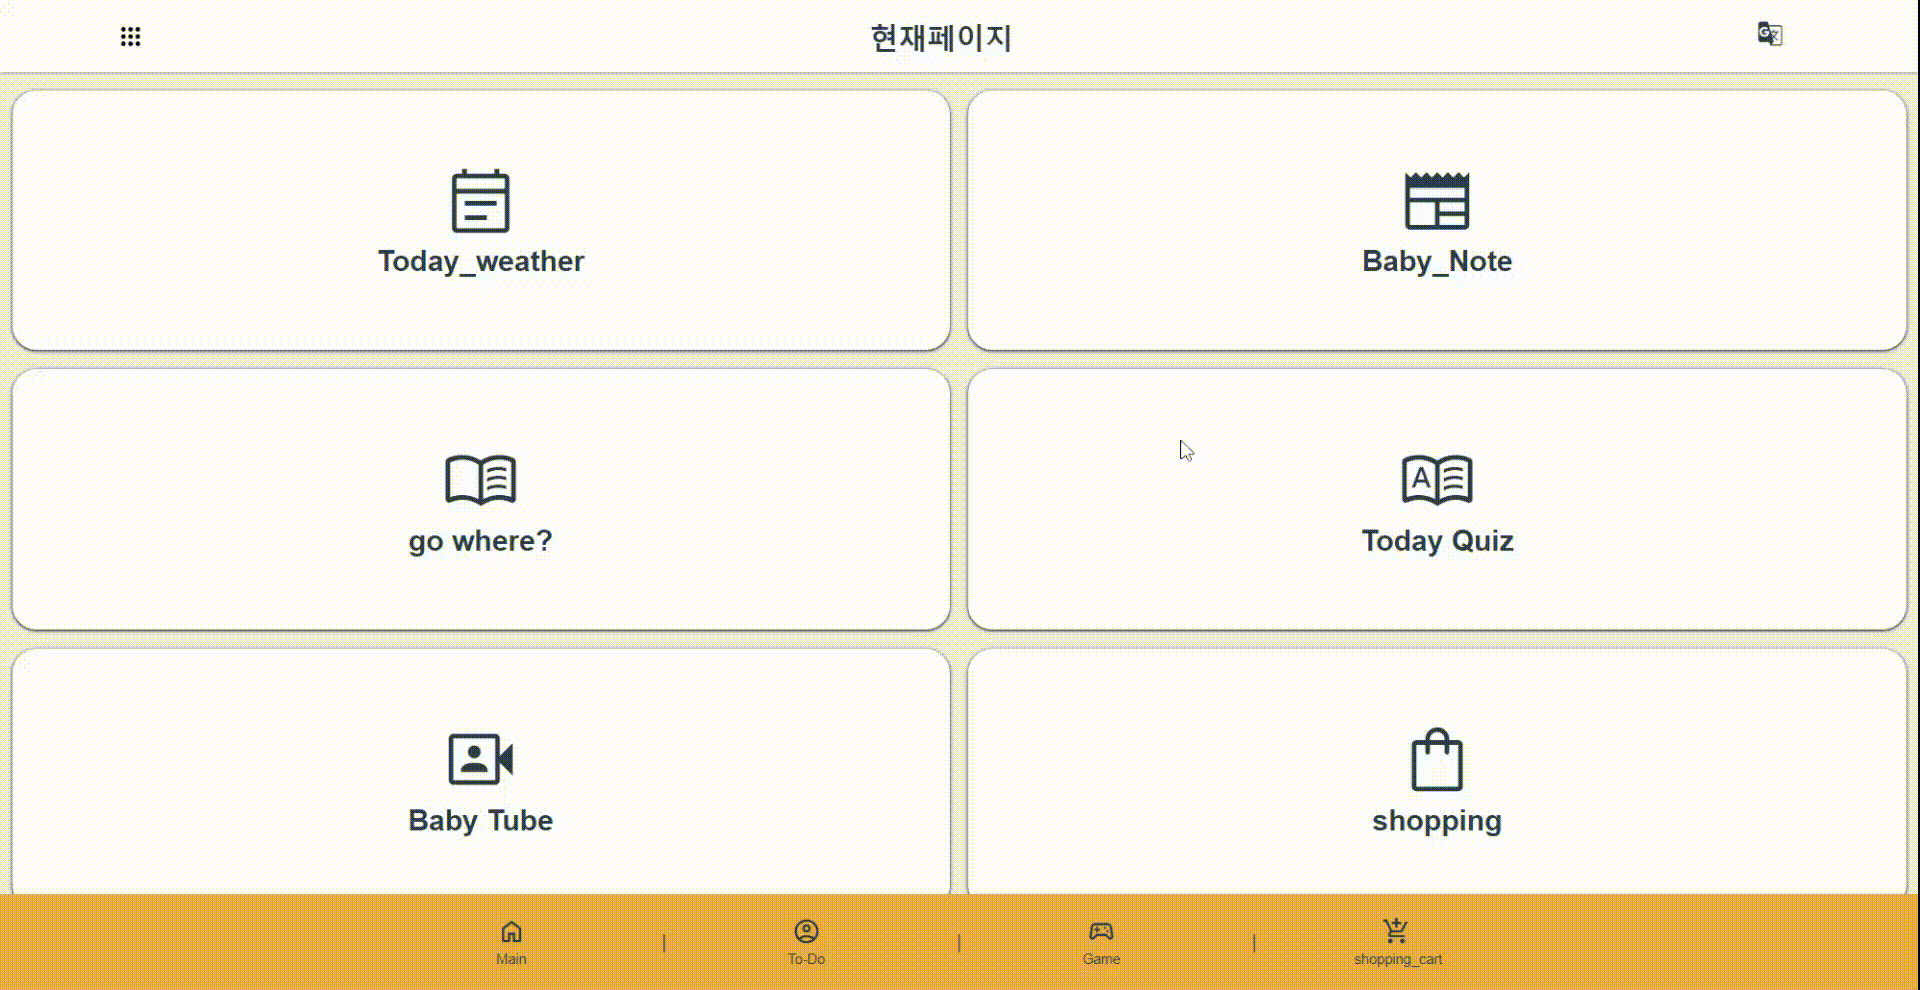 현재페이지
Today_weather
Baby_Note
go where?
A
Today Quiz
Baby Tube
shopping
Main
|
To-Do
|
Game
|
shopping_cart